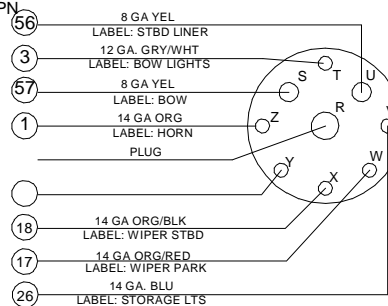 PN
56
8 GA YEL
LABEL: STBD LINER
3
12 GA. GRY/WHT
LABEL: BOW LIGHTS
57
8 GA YEL
LABEL: BOW
1
14 GA ORG
LABEL: HORN
PLUG
18
14 GA ORG/BLK
LABEL: WIPER STBD
17
14 GA ORG/RED
LABEL: WIPER PARK
26
14 GA. BLU
LABEL: STORAGE LTS
T
S
U
R
Z
Y
W
X